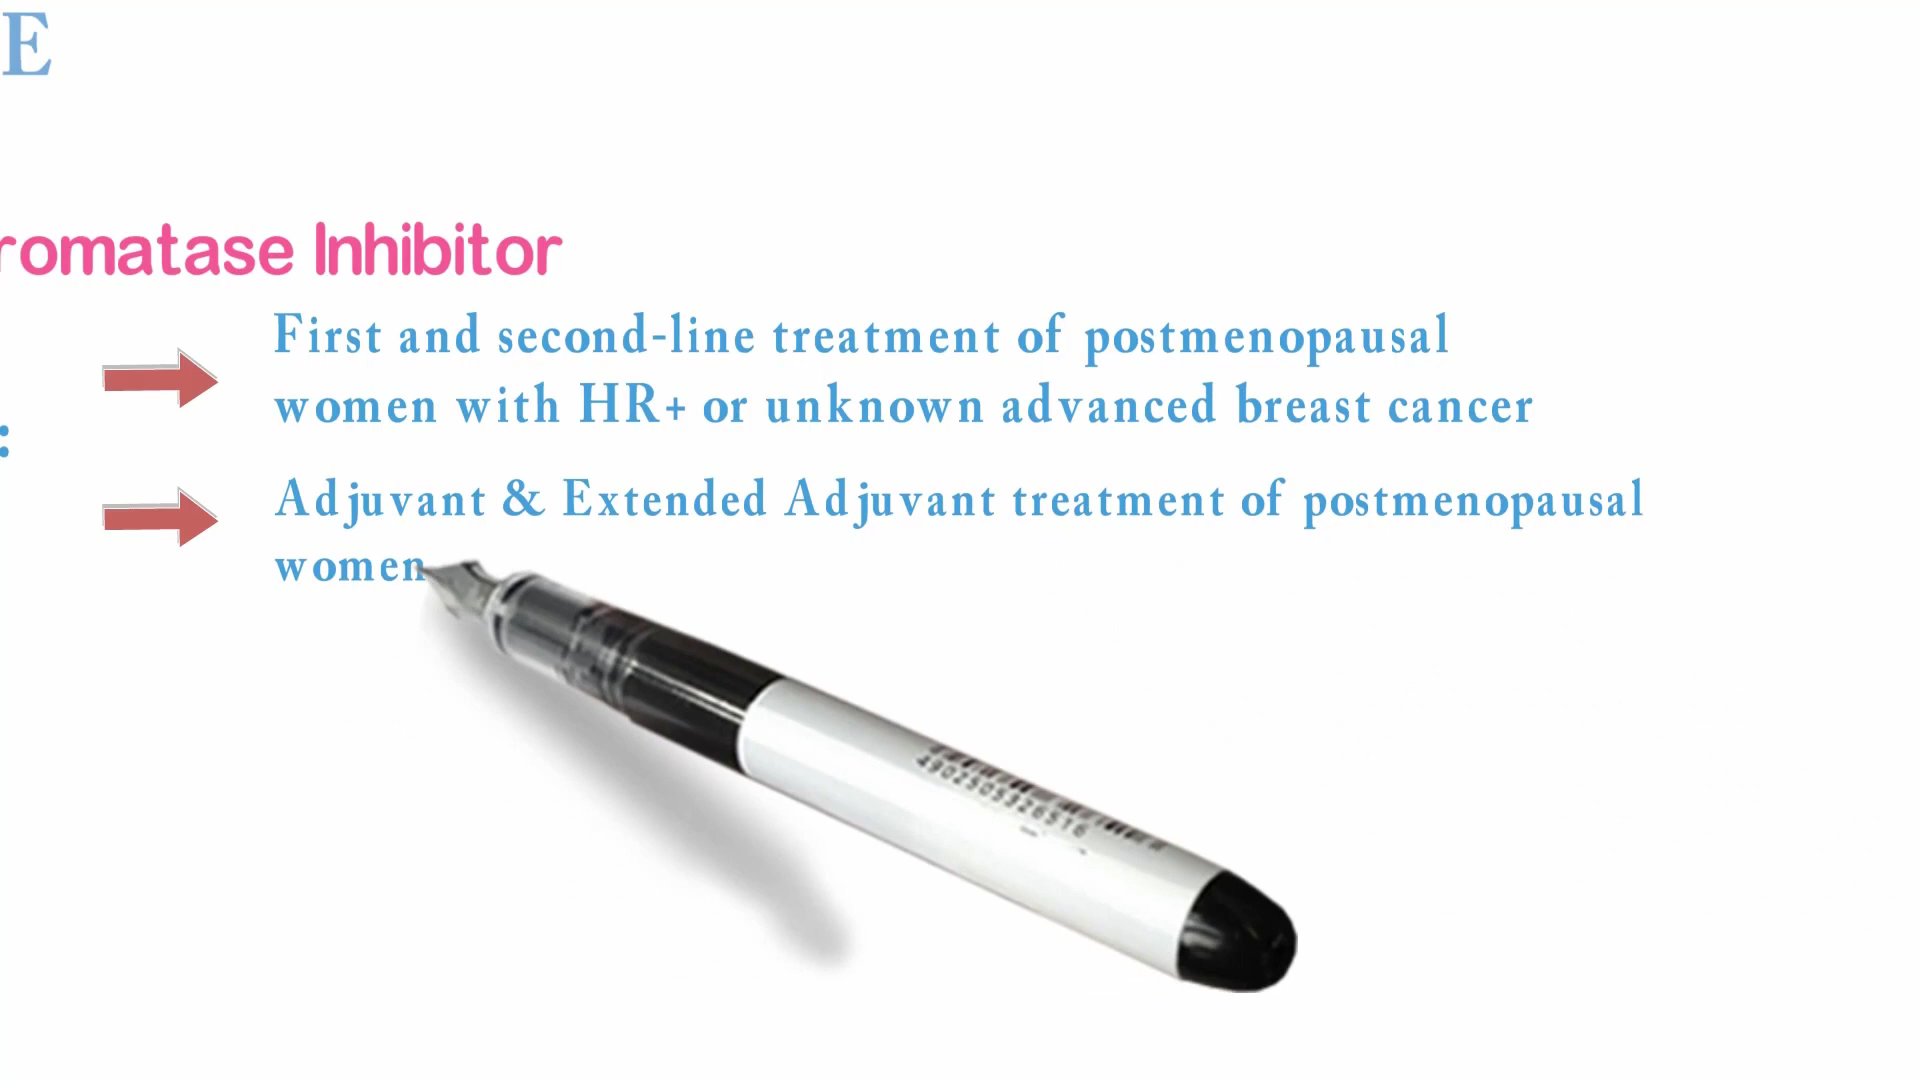 E
romatase Inhibitor
First and second-line treatment of postmenopausal
women with HR+ or unknown advanced breast cancer
:
Adjuvant & Extended Adjuvant treatment of postmenopausal
women
4902505326516